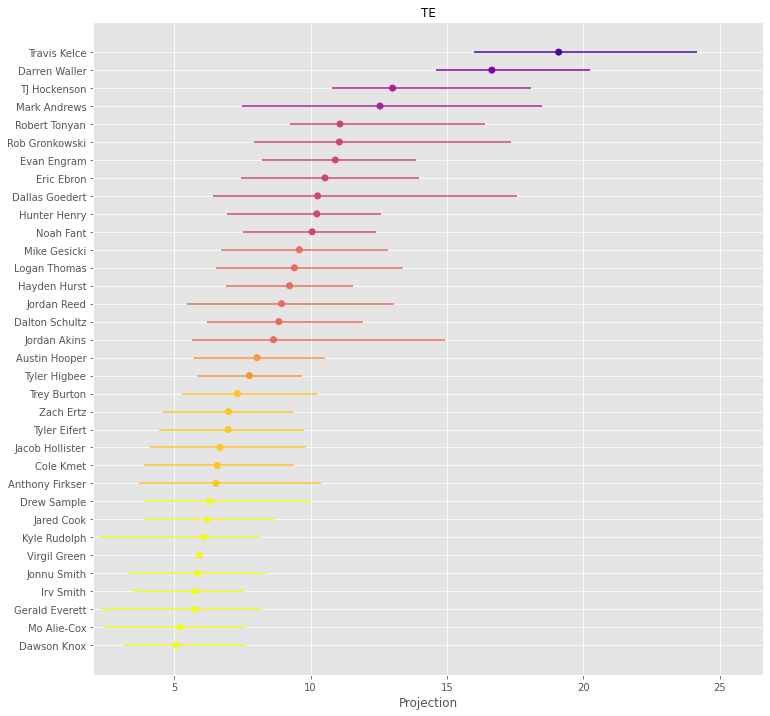 TE
Travis Kelce
Darren Waller
TJ Hockenson
Mark Andrews
Robert Tonyan
Rob Gronkowski
Evan Engram
Eric Ebron
Dallas Goedert
Hunter Henry
Noah Fant
Mike Gesicki
Logan Thomas
Hayden Hurst
Jordan Reed
Dalton Schultz
Jordan Akins
Austin Hooper
Tyler Higbee
Trey Burton
Zach Ertz
Tyler Eifert
Jacob Hollister
Cole Kmet
Anthony Firkser
Drew Sample
Jared Cook
Kyle Rudolph
Virgil Green
Jonnu Smith
Irv Smith
Gerald Everett
Mo Alie-Cox
Dawson Knox
5 10 15 20 25
Projection